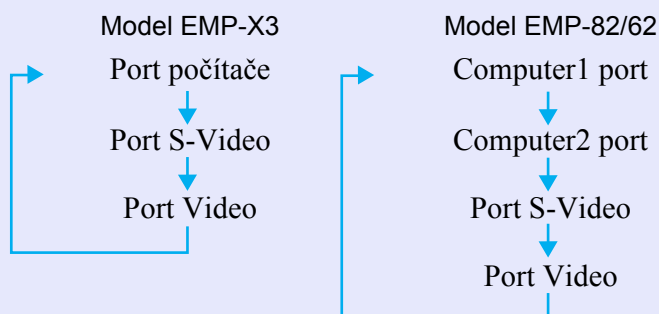 Model EMP-X3
Port počítače
Port S-Video
Port Video
Model EMP-82/62
Computer1 port
Computer2 port
Port S-Video
Port Video